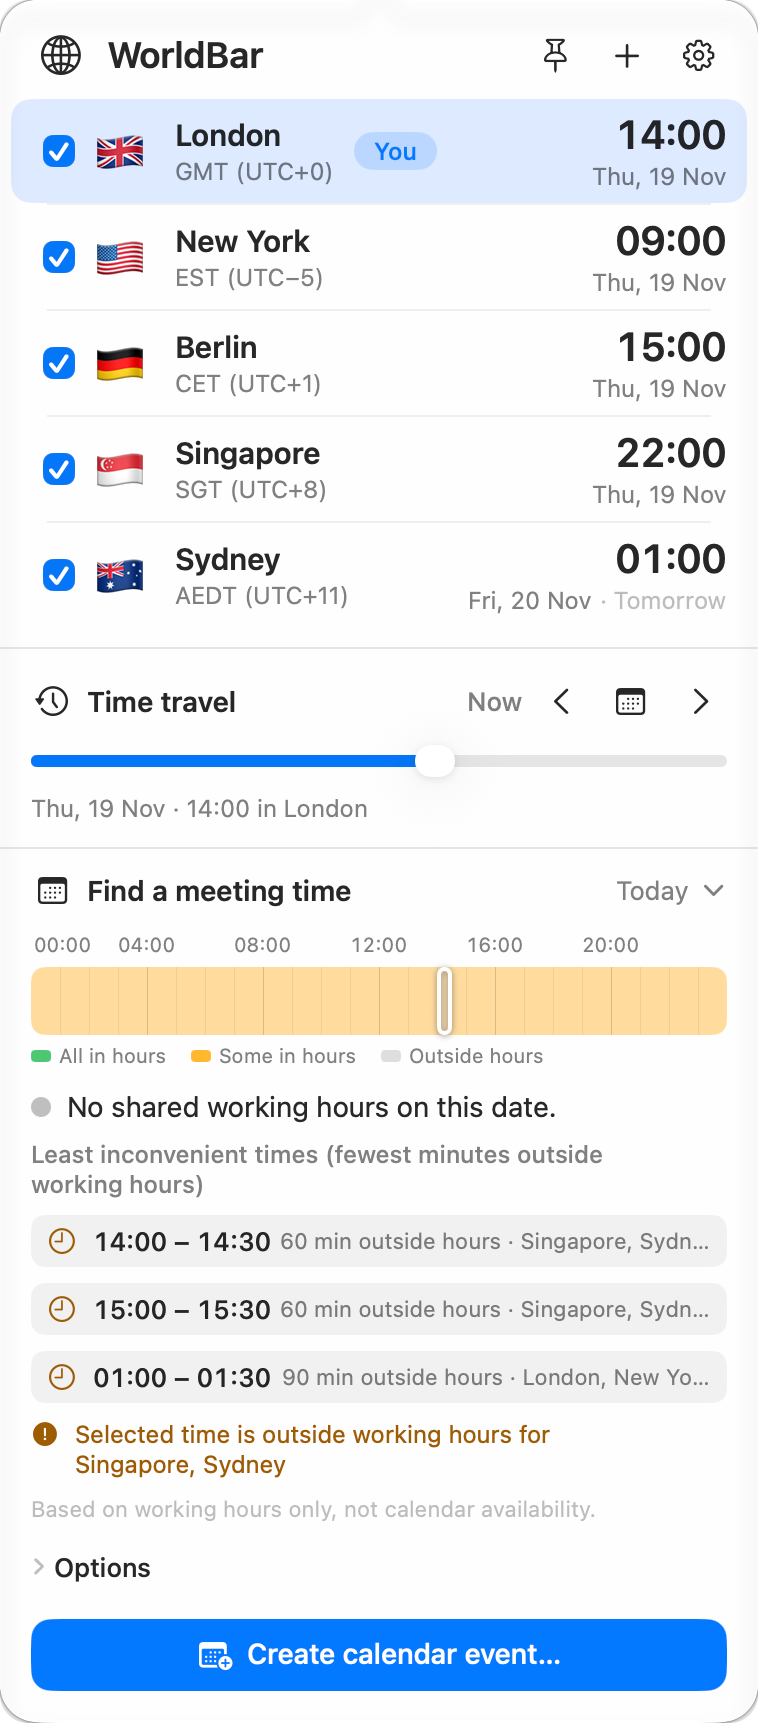 WorldBar
London
You
GMT (UTC+0)
14:00
Thu, 19 Nov
New York
EST (UTC−5)
09:00
Thu, 19 Nov
Berlin
CET (UTC+1)
15:00
Thu, 19 Nov
Singapore
SGT (UTC+8)
22:00
Thu, 19 Nov
Sydney
AEDT (UTC+11)
01:00
Fri, 20 Nov · Tomorrow
Time travel
Now
Thu, 19 Nov · 14:00 in London
Find a meeting time
Today
00:00 04:00 08:00 12:00 16:00 20:00
All in hours Some in hours Outside hours
No shared working hours on this date.
Least inconvenient times (fewest minutes outside
working hours)
14:00 – 14:30 60 min outside hours · Singapore, Sydn...
15:00 – 15:30 60 min outside hours · Singapore, Sydn...
01:00 – 01:30 90 min outside hours · London, New Yo...
Selected time is outside working hours for
Singapore, Sydney
Based on working hours only, not calendar availability.
Options
Create calendar event...